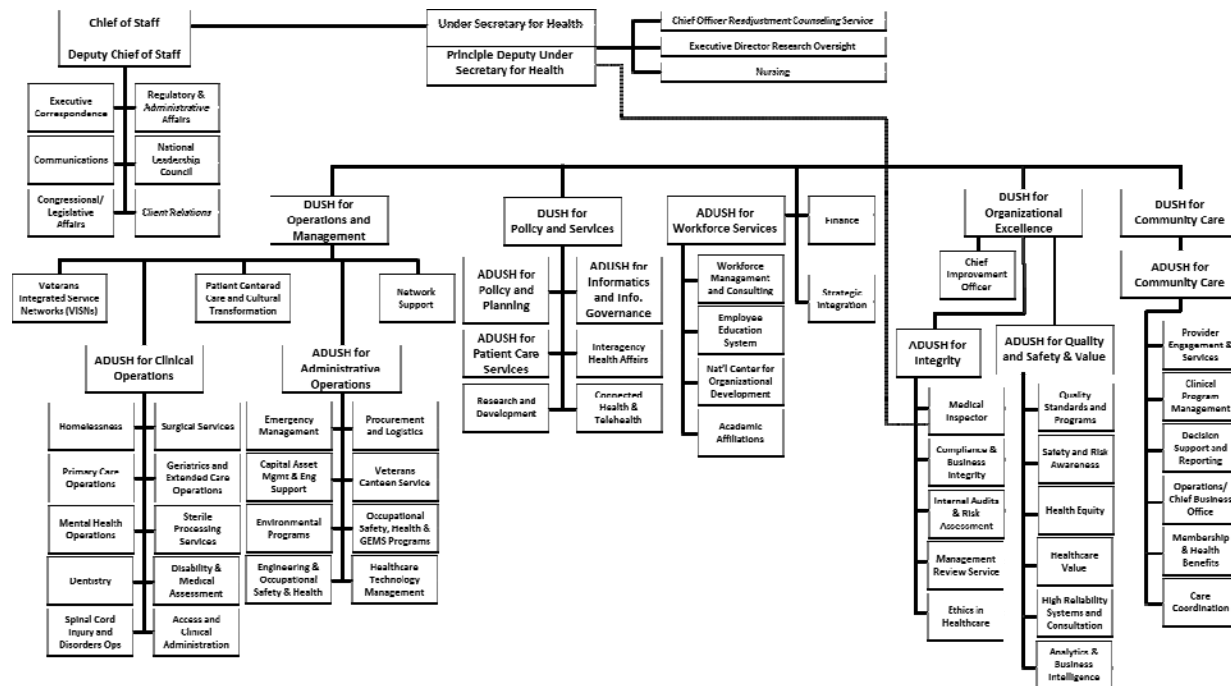 Chief of Staff
Deputy Chief of Staff
Under Secretary for Health
Principle Deputy Under
Secretary for Health
Chief Officer Readjustment Counseling Service
Executive Director Research Oversight
Nursing
Executive
Correspondence
Regulatory &
Administrative
Affairs
Communications
National
Leadership
Council
Congressional/
Legislative
Affairs
Client Relations
DUSH for
Operations and
Management
DUSH for
Policy and Services
ADUSH for
Workforce Services
Finance
DUSH for
Organizational
Excellence
DUSH for
Community Care
Veterans
Integrated Service
Networks (VISNs)
Patient Centered
Care and Cultural
Transformation
Network
Support
ADUSH for
Policy and
Planning
ADUSH for
Informatics
and Info.
Governance
ADUSH for
Patient Care
Services
Interagency
Health Affairs
Research and
Development
Connected
Health &
Telehealth
Workforce
Management
and Consulting
Employee
Education
System
Nat'l Center for
Organizational
Development
Academic
Affiliations
Strategic
Integration
Chief
Improvement
Officer
ADUSH for
Community Care
ADUSH for Clinical
Operations
ADUSH for
Administrative
Operations
ADUSH for
Integrity
ADUSH for Quality
and Safety & Value
Homelessness
Surgical Services
Primary Care
Operations
Geriatrics and
Extended Care
Operations
Mental Health
Operations
Sterile
Processing
Services
Dentistry
Disability &
Medical
Assessment
Spinal Cord
Injury and
Disorders Ops
Access and
Clinical
Administration
Emergency
Management
Procurement
and Logistics
Capital Asset
Mgmt & Eng
Support
Veterans
Canteen Service
Environmental
Programs
Occupational
Safety, Health &
GEMS Programs
Engineering &
Occupational
Safety & Health
Healthcare
Technology
Management
Medical
Inspector
Compliance &
Business
Integrity
Internal Audits
& Risk
Assessment
Management
Review Service
Ethics in
Healthcare
Quality
Standards and
Programs
Safety and Risk
Awareness
Health Equity
Healthcare
Value
High Reliability
Systems and
Consultation
Analytics &
Business
Intelligence
Provider
Engagement &
Services
Clinical
Program
Management
Decision
Support and
Reporting
Operations/
Chief Business
Office
Membership
& Health
Benefits
Care
Coordination